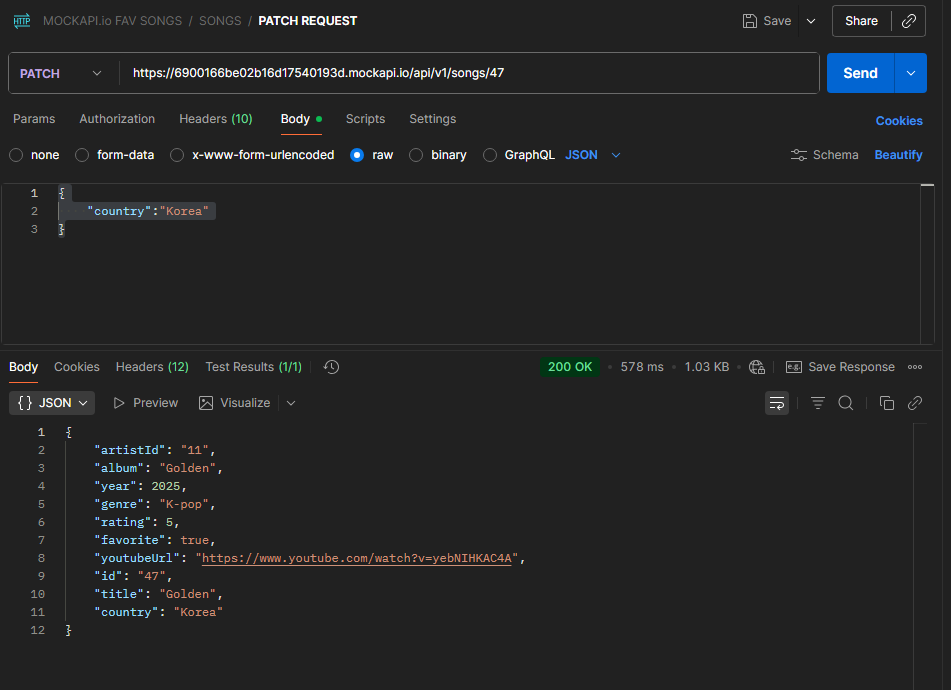 HTTP MOCKAPI.io FAV SONGS / SONGS / PATCH REQUEST Save Share
PATCH https://6900166be02b16d17540193d.mockapi.io/api/v1/songs/47 Send
Params Authorization Headers (10) Body Scripts Settings Cookies
none form-data x-www-form-urlencoded raw binary GraphQL JSON Schema Beautify
1 {
2 "country":"Korea"
3 }
Body Cookies Headers (12) Test Results (1/1) 200 OK 578 ms 1.03 KB e.g. Save Response
{} JSON Preview Visualize
1 {
2 "artistId": "11",
3 "album": "Golden",
4 "year": 2025,
5 "genre": "K-pop",
6 "rating": 5,
7 "favorite": true,
8 "youtubeUrl": "https://www.youtube.com/watch?v=yebNIHKAC4A",
9 "id": "47",
10 "title": "Golden",
11 "country": "Korea"
12 }